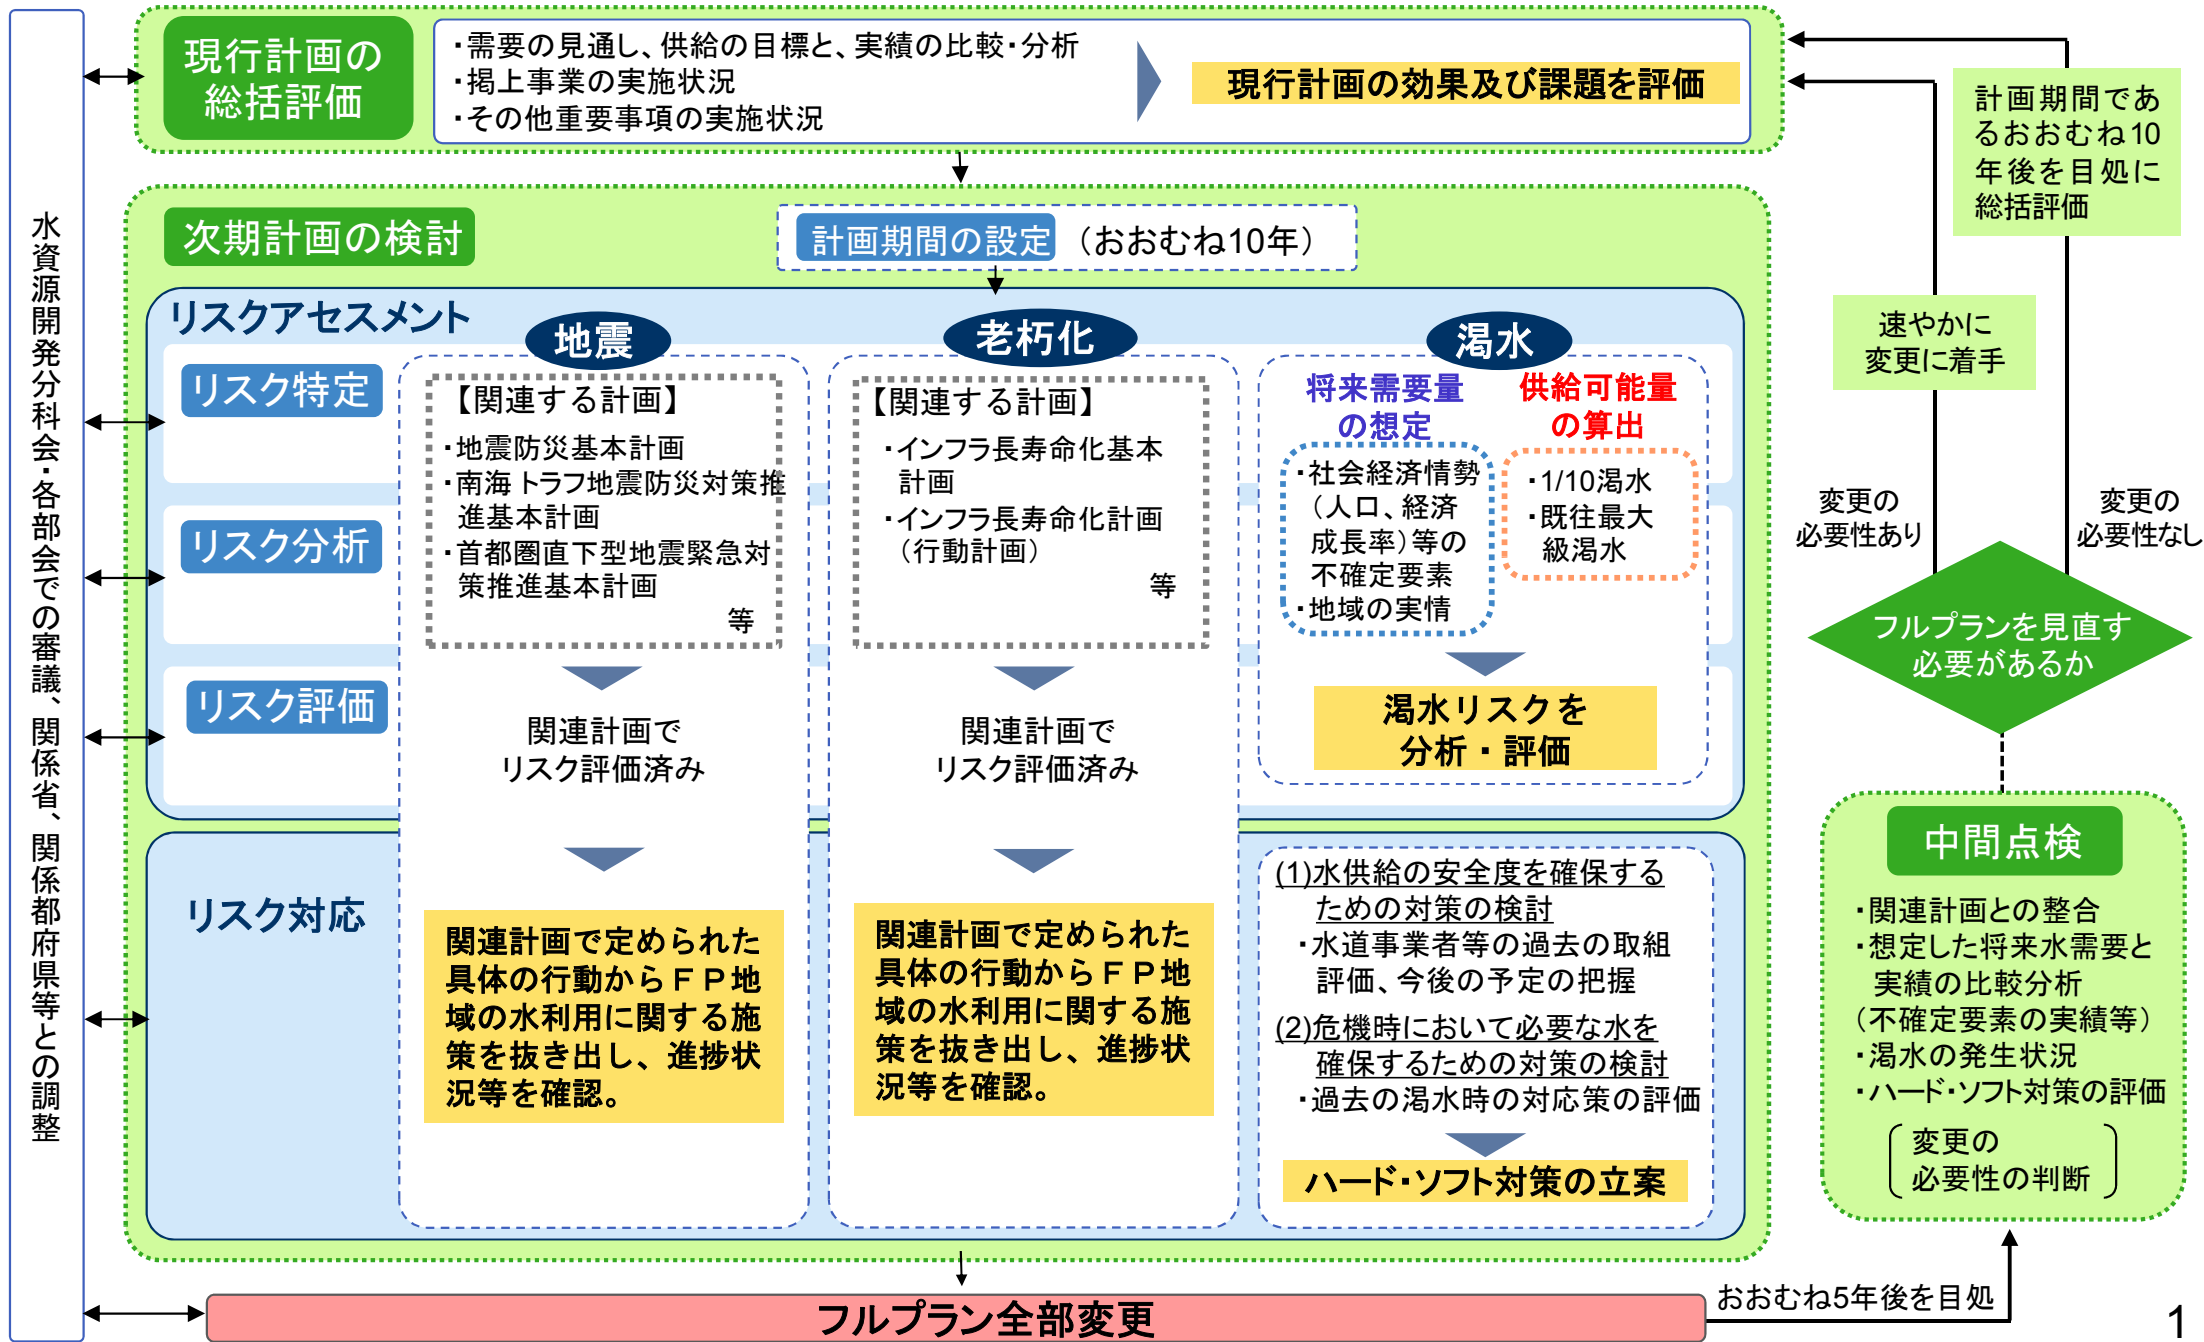 現行計画の
総括評価
・需要の見通し、供給の目標と、実績の比較・分析
・掲上事業の実施状況
・その他重要事項の実施状況
現行計画の効果及び課題を評価
水資源開発分科会・各部会での審議、関係省、関係都府県等との調整
次期計画の検討
計画期間の設定 （おおむね10年）
リスクアセスメント
リスク特定
リスク分析
リスク評価
地震
【関連する計画】
・地震防災基本計画
・南海トラフ地震防災対策推
進基本計画
・首都圏直下型地震緊急対
策推進基本計画
等
関連計画で
リスク評価済み
老朽化
【関連する計画】
・インフラ長寿命化基本
計画
・インフラ長寿命化計画
（行動計画）
等
関連計画で
リスク評価済み
渇水
将来需要量
の想定
・社会経済情勢
（人口、経済
成長率）等の
不確定要素
・地域の実情
供給可能量
の算出
・1/10渇水
・既往最大
級渇水
渇水リスクを
分析・評価
リスク対応
関連計画で定められた
具体の行動からＦＰ地
域の水利用に関する施
策を抜き出し、進捗状
況等を確認。
関連計画で定められた
具体の行動からＦＰ地
域の水利用に関する施
策を抜き出し、進捗状
況等を確認。
(1)水供給の安全度を確保する
ための対策の検討
・水道事業者等の過去の取組
評価、今後の予定の把握
(2)危機時において必要な水を
確保するための対策の検討
・過去の渇水時の対応策の評価
ハード・ソフト対策の立案
フルプラン全部変更
おおむね5年後を目処
中間点検
・関連計画との整合
・想定した将来水需要と
実績の比較分析
（不確定要素の実績等）
・渇水の発生状況
・ハード・ソフト対策の評価
変更の
必要性の判断
フルプランを見直す
必要があるか
変更の
必要性あり
変更の
必要性なし
速やかに
変更に着手
計画期間であ
るおおむね10
年後を目処に
総括評価
1